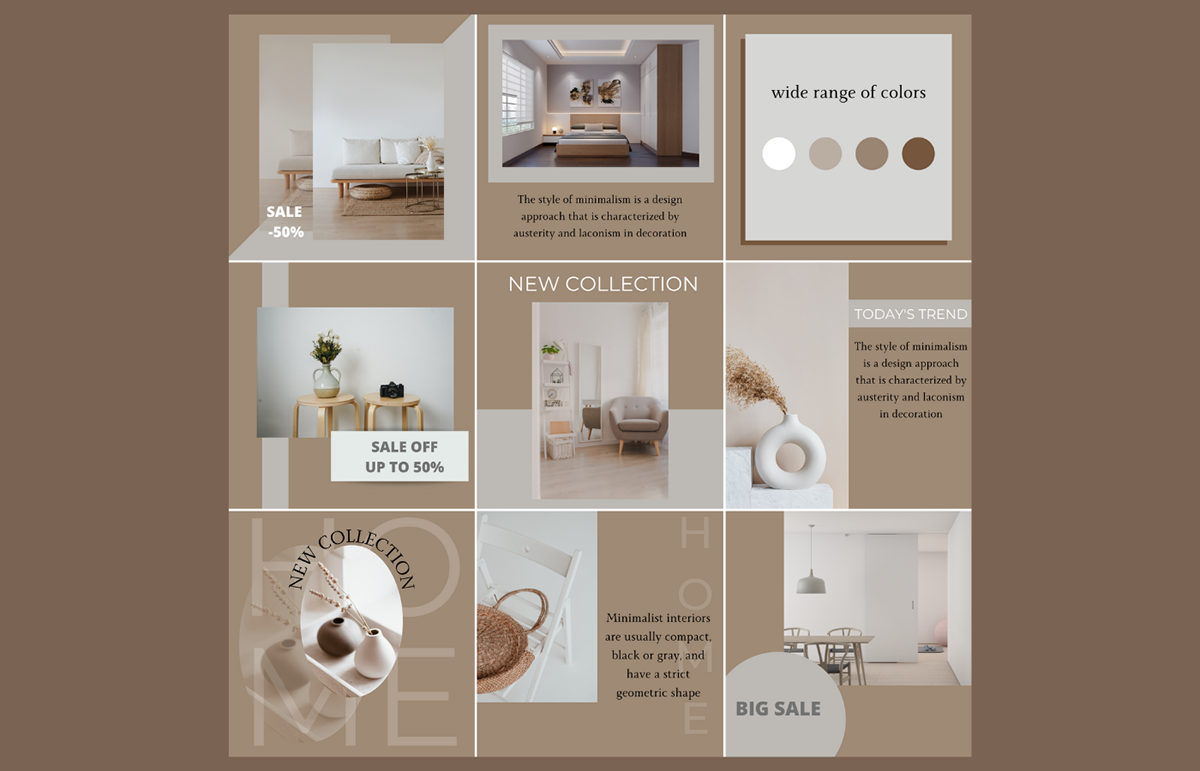 SALE
-50%
The style of minimalism is a design
approach that is characterized by
austerity and laconism in decoration
wide range of colors
SALE OFF
UP TO 50%
NEW COLLECTION
TODAY'S TREND
The style of minimalism
is a design approach
that is characterized by
austerity and laconism
in decoration
HO
ME
NEW COLLECTION
HOME
Minimalist interiors
are usually compact,
black or gray, and
have a strict
geometric shape
BIG SALE